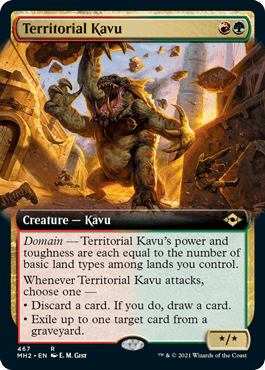 Territorial Kavu
Creature — Kavu
Domain — Territorial Kavu's power and
toughness are each equal to the number of
basic land types among lands you control.
Whenever Territorial Kavu attacks,
choose one —
• Discard a card. If you do, draw a card.
• Exile up to one target card from a
graveyard.
*/*
467 R
MH2 • EN E. M. Gist
™ & © 2021 Wizards of the Coast